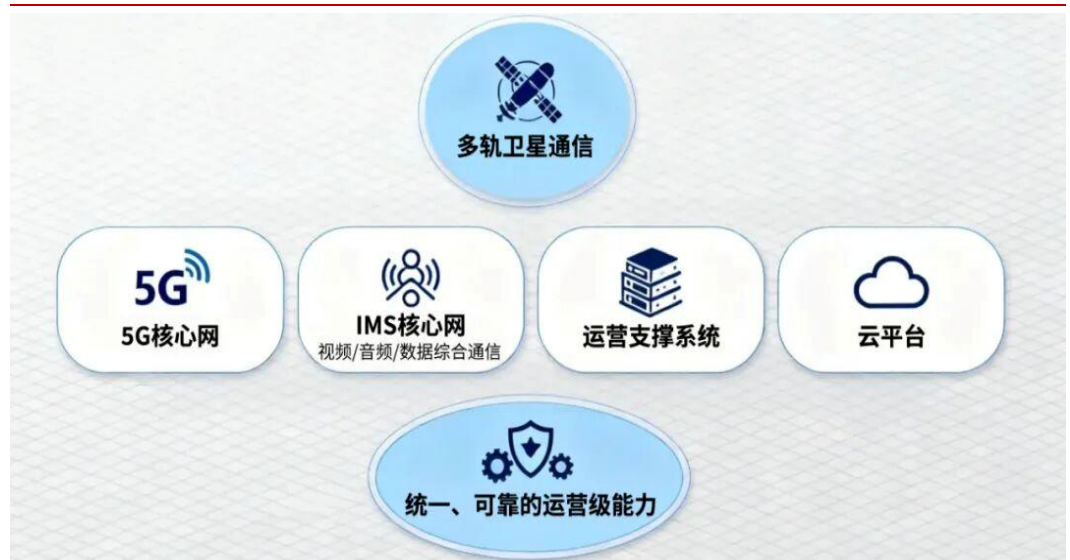 多轨卫星通信
5G
5G核心网
IMS核心网
视频/音频/数据综合通信
运营支撑系统
云平台
统一、可靠的运营级能力